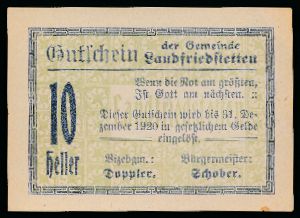 Gutschein der Gemeinde
Landfriedstetten
Wenn die Not am größten,
Ist Gott am nächsten. ::
10
Heller
Dieser Gutschein wird bis 31. De-
zember 1920 in gesetzlichem Gelde
eingelöst.
Vizebgm.: Bürgermeister:
Doppler. Schober.